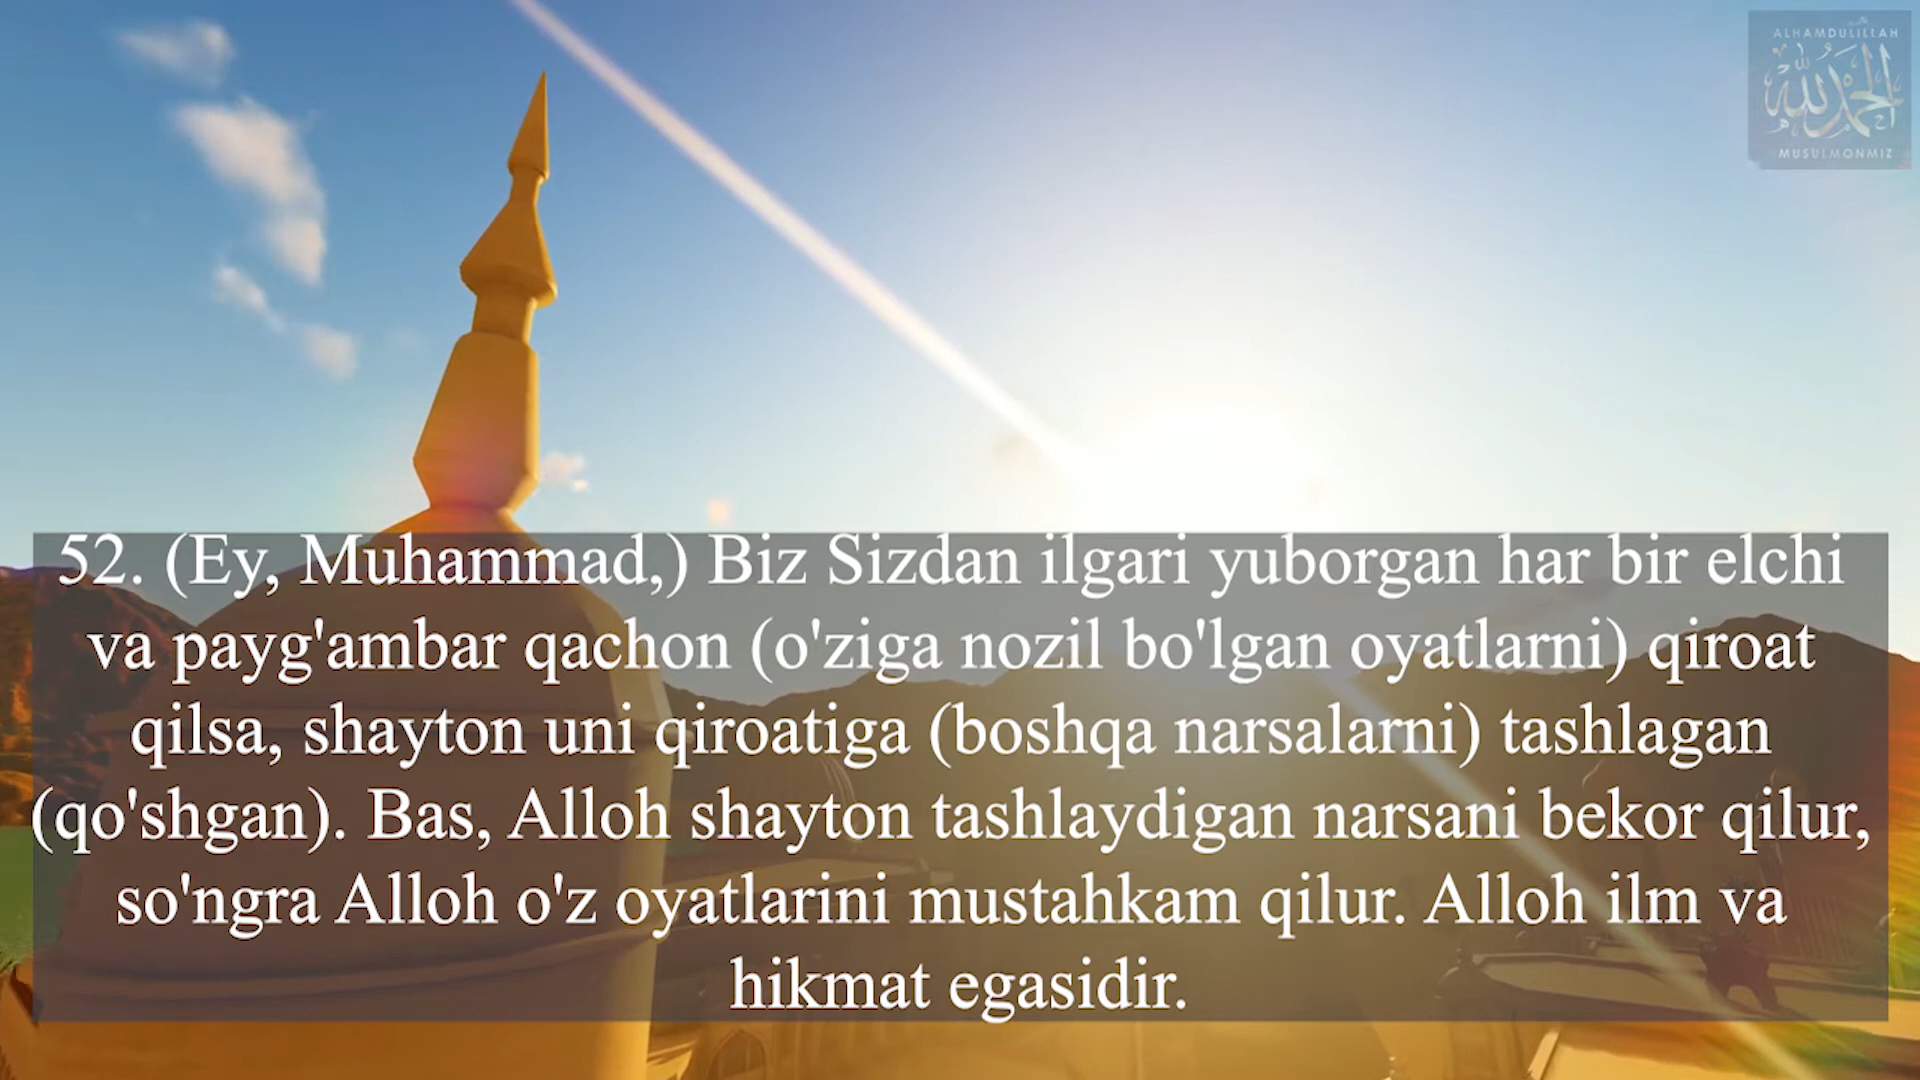 ALHAMDULILLAH
الحمد لله
MUSULMONMIZ
52. (Ey, Muhammad,) Biz Sizdan ilgari yuborgan har bir elchi
va payg'ambar qachon (o'ziga nozil bo'lgan oyatlarni) qiroat
qilsa, shayton uni qiroatiga (boshqa narsalarni) tashlagan
(qo'shgan). Bas, Alloh shayton tashlaydigan narsani bekor qilur,
so'ngra Alloh o'z oyatlarini mustahkam qilur. Alloh ilm va
hikmat egasidir.